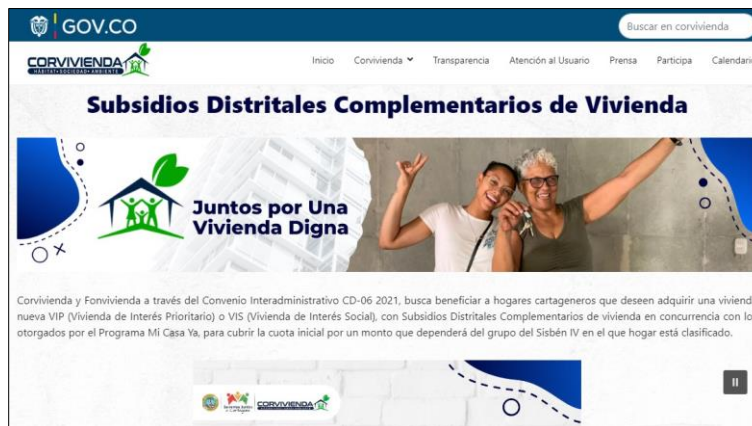 GOV.CO
Buscar en corvivienda
CORVIVIENDA
HÁBITAT•SOCIEDAD•AMBIENTE
Inicio Corvivienda Transparencia Atención al Usuario Prensa Participa Calendario
Subsidios Distritales Complementarios de Vivienda
Juntos por Una
Vivienda Digna
Corvivienda y Fonvivienda a través del Convenio Interadministrativo CD-06 2021, busca beneficiar a hogares cartageneros que deseen adquirir una viviend
nueva VIP (Vivienda de Interés Prioritario) o VIS (Vivienda de Interés Social), con Subsidios Distritales Complementarios de vivienda en concurrencia con lo
otorgados por el Programa Mi Casa Ya, para cubrir la cuota inicial por un monto que dependerá del grupo del Sisbén IV en el que hogar está clasificado.
CORVIVIENDA